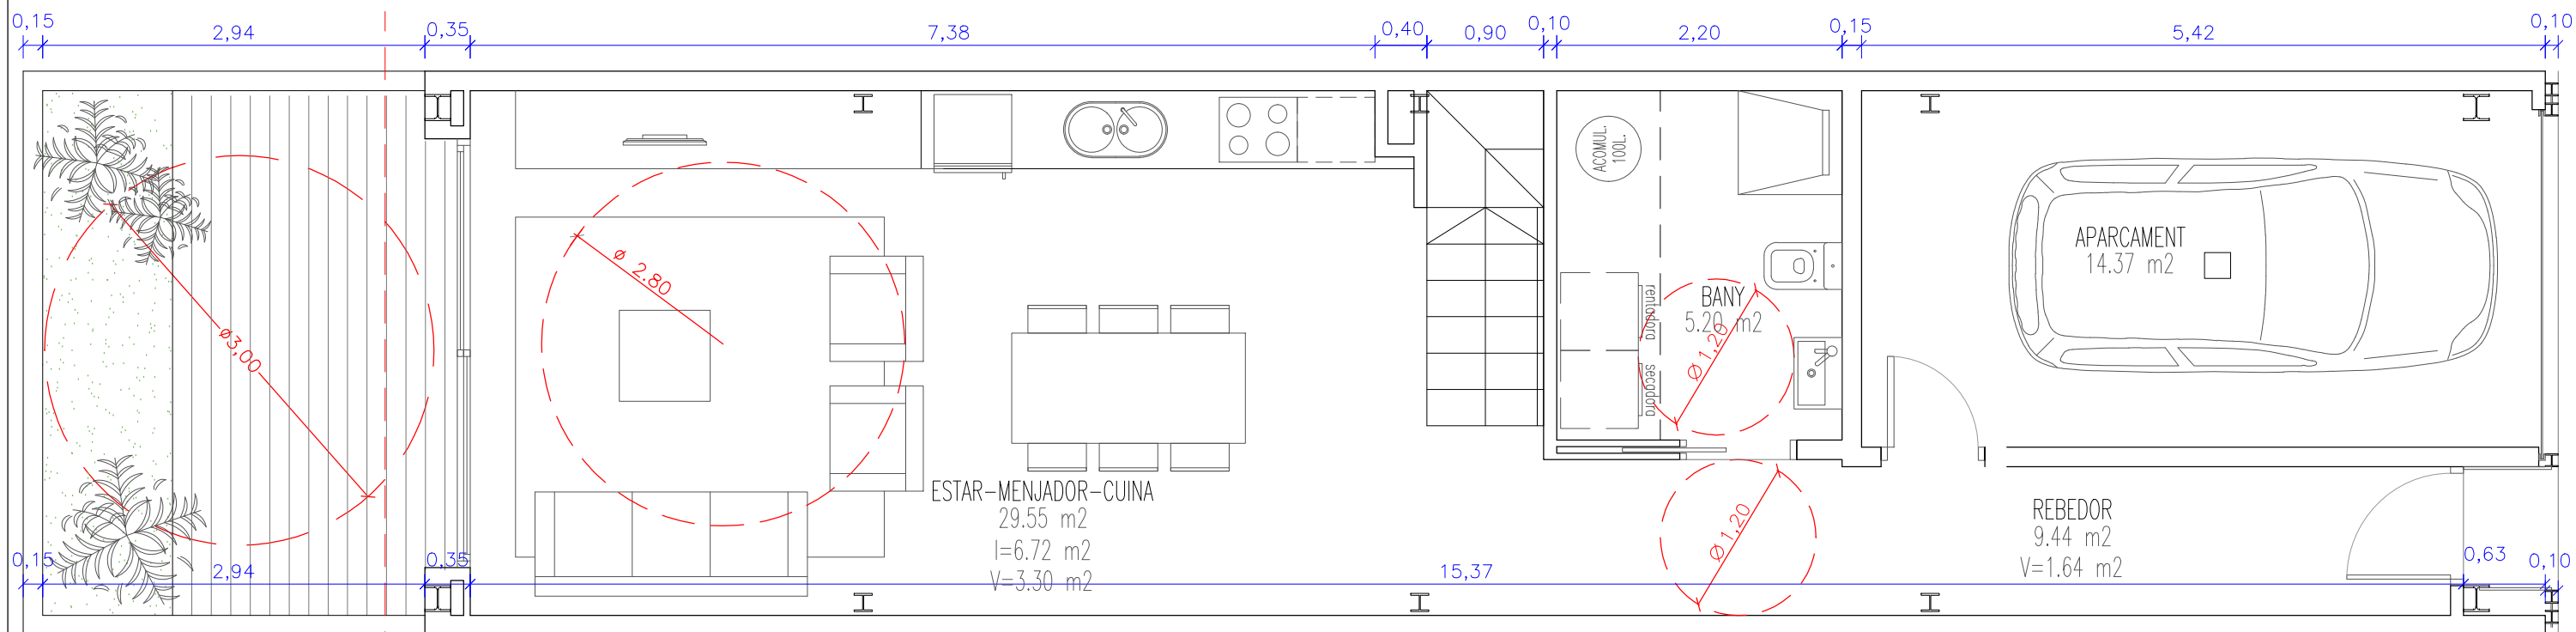 0,15
2,94
0,35
7,38
0,40
0,90
0,10
2,20
0,15
5,42
0,10
ACOMUL.
100L.
ø 2.80
ø3,00
APARCAMENT
14.37 m2
rentadora
secadora
BANY
5.20 m2
Ø 1,20
ESTAR-MENJADOR-CUINA
29.55 m2
I=6.72 m2
V=3.30 m2
Ø 1,20
REBEDOR
9.44 m2
V=1.64 m2
0,15
2,94
0,35
15,37
0,63
0,10